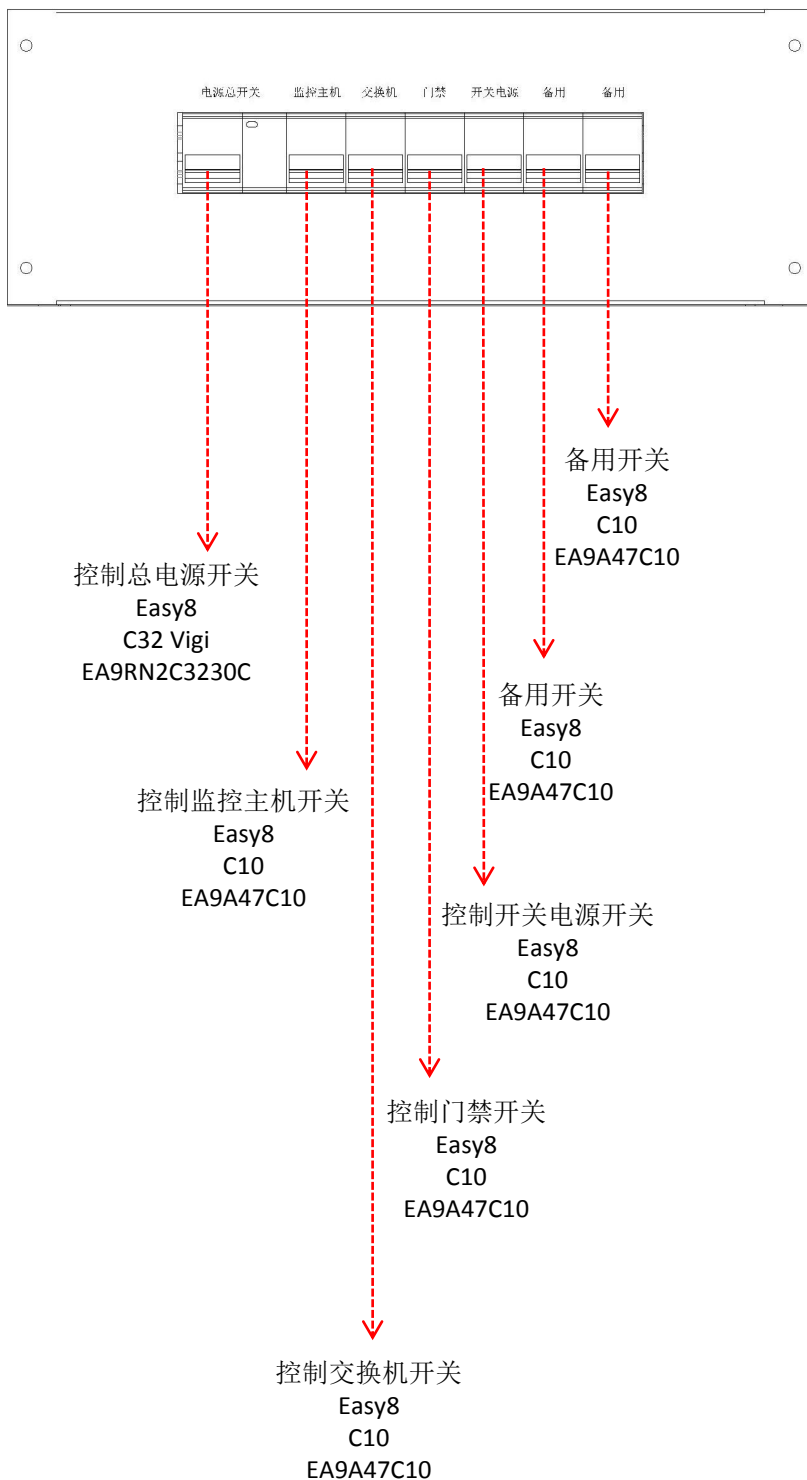 电源总开关 监控主机 交换机 门禁 开关电源 备用 备用
备用开关
Easy8
C10
EA9A47C10
控制总电源开关
Easy8
C32 Vigi
EA9RN2C3230C
备用开关
Easy8
C10
EA9A47C10
控制监控主机开关
Easy8
C10
EA9A47C10
控制开关电源开关
Easy8
C10
EA9A47C10
控制门禁开关
Easy8
C10
EA9A47C10
控制交换机开关
Easy8
C10
EA9A47C10